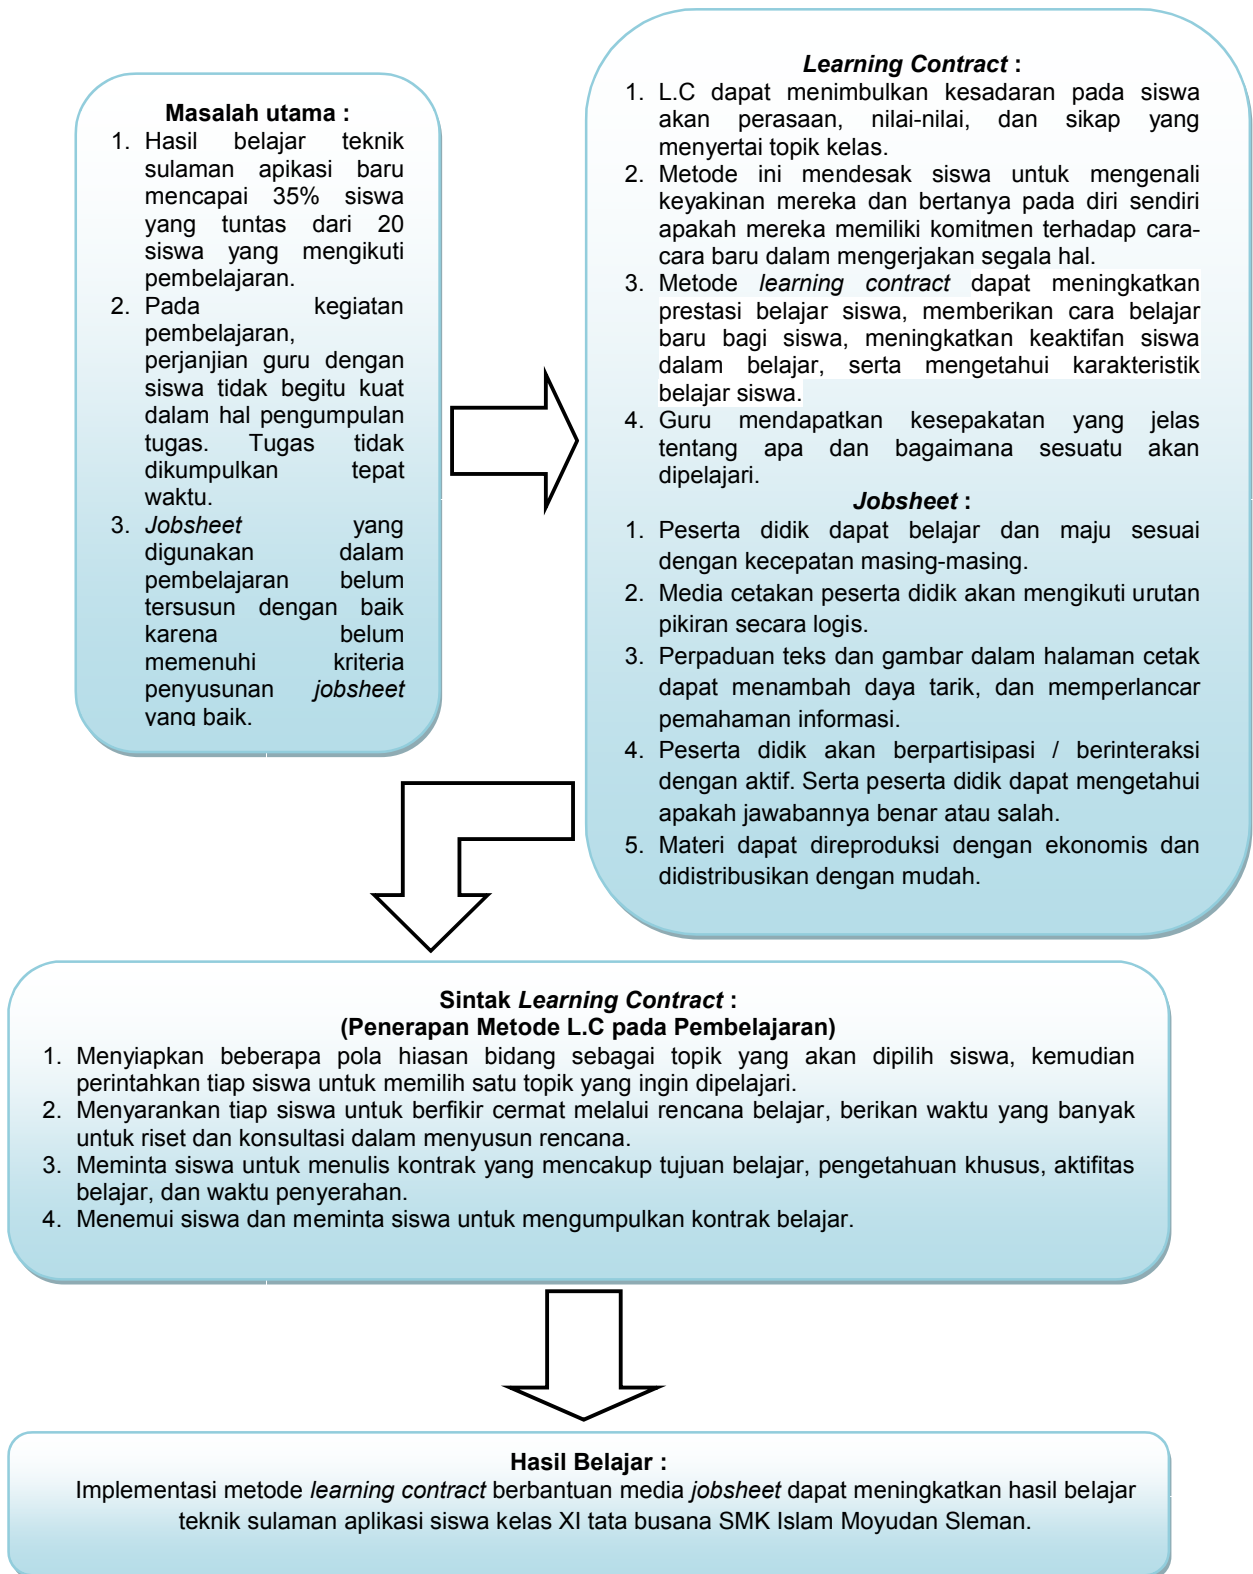 Masalah utama :
1. Hasil belajar teknik
sulaman apikasi baru
mencapai 35% siswa
yang tuntas dari 20
siswa yang mengikuti
pembelajaran.
2. Pada kegiatan
pembelajaran,
perjanjian guru dengan
siswa tidak begitu kuat
dalam hal pengumpulan
tugas. Tugas tidak
dikumpulkan tepat
waktu.
3. Jobsheet yang
digunakan dalam
pembelajaran belum
tersusun dengan baik
karena belum
memenuhi kriteria
penyusunan jobsheet
yang baik.
Learning Contract :
1. L.C dapat menimbulkan kesadaran pada siswa
akan perasaan, nilai-nilai, dan sikap yang
menyertai topik kelas.
2. Metode ini mendesak siswa untuk mengenali
keyakinan mereka dan bertanya pada diri sendiri
apakah mereka memiliki komitmen terhadap cara-
cara baru dalam mengerjakan segala hal.
3. Metode learning contract dapat meningkatkan
prestasi belajar siswa, memberikan cara belajar
baru bagi siswa, meningkatkan keaktifan siswa
dalam belajar, serta mengetahui karakteristik
belajar siswa.
4. Guru mendapatkan kesepakatan yang jelas
tentang apa dan bagaimana sesuatu akan
dipelajari.
Jobsheet :
1. Peserta didik dapat belajar dan maju sesuai
dengan kecepatan masing-masing.
2. Media cetakan peserta didik akan mengikuti urutan
pikiran secara logis.
3. Perpaduan teks dan gambar dalam halaman cetak
dapat menambah daya tarik, dan memperlancar
pemahaman informasi.
4. Peserta didik akan berpartisipasi / berinteraksi
dengan aktif. Serta peserta didik dapat mengetahui
apakah jawabannya benar atau salah.
5. Materi dapat direproduksi dengan ekonomis dan
didistribusikan dengan mudah.
Sintak Learning Contract :
(Penerapan Metode L.C pada Pembelajaran)
1. Menyiapkan beberapa pola hiasan bidang sebagai topik yang akan dipilih siswa, kemudian
perintahkan tiap siswa untuk memilih satu topik yang ingin dipelajari.
2. Menyarankan tiap siswa untuk berfikir cermat melalui rencana belajar, berikan waktu yang banyak
untuk riset dan konsultasi dalam menyusun rencana.
3. Meminta siswa untuk menulis kontrak yang mencakup tujuan belajar, pengetahuan khusus, aktifitas
belajar, dan waktu penyerahan.
4. Menemui siswa dan meminta siswa untuk mengumpulkan kontrak belajar.
Hasil Belajar :
Implementasi metode learning contract berbantuan media jobsheet dapat meningkatkan hasil belajar
teknik sulaman aplikasi siswa kelas XI tata busana SMK Islam Moyudan Sleman.